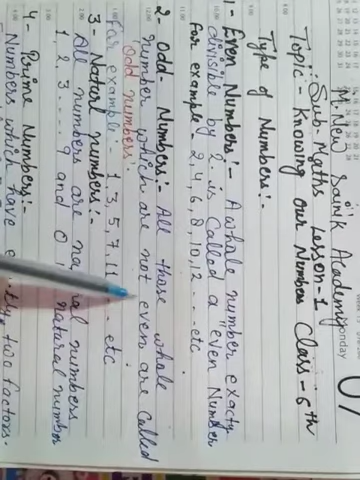 M. New Sainik Academy
Sub - Maths Lesson - 1
Topic - Knowing our Numbers Class - 6th
Type of Numbers:-
1- Even Numbers:- A whole number exacty
divisible by 2 is called a "even Number
for example - 2, 4, 6, 8, 10, 12 . . . etc
2- Odd - Numbers:- All those whole
number which are not even are called
Odd numbers:
For example:- 1, 3, 5, 7, 11 . . . etc
3- Naturl numbers:-
All numbers are natural numbers
1, 2, 3 . . . . 9 and 0 natural number
4- Prime Numbers:-
Numbers which have two factors.